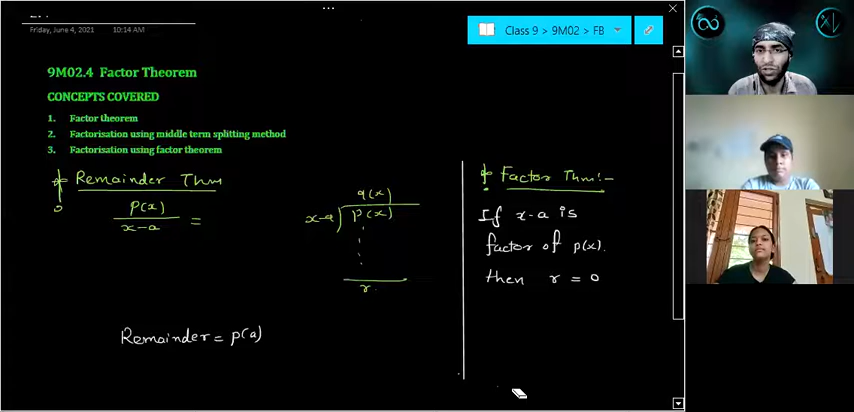 Friday, June 4, 2021 10:14 AM
Class 9 > 9M02 > FB
9M02.4 Factor Theorem
CONCEPTS COVERED
1. Factor theorem
2. Factorisation using middle term splitting method
3. Factorisation using factor theorem
Remainder Thm
p(x)
x-a
=
q(x)
x-a) p(x)
r
Remainder = p(a)
Factor Thm:-
If x-a is
factor of p(x).
then r = 0